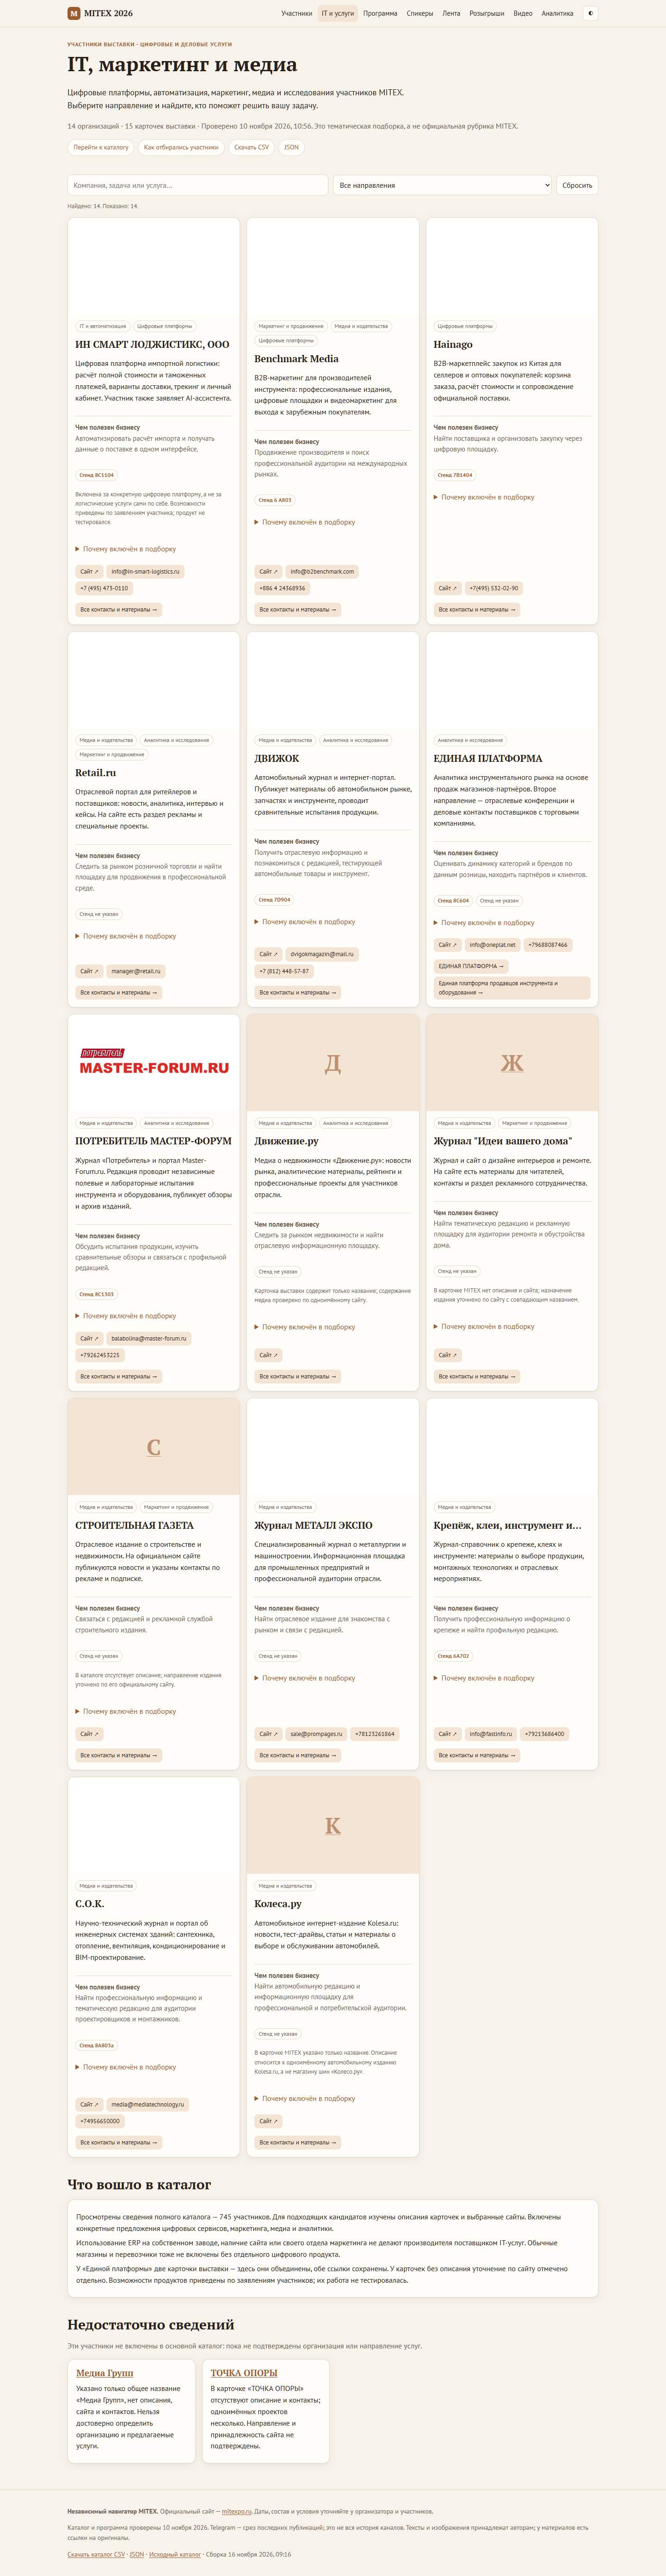 M MITEX 2026
Участники IT и услуги Программа Спикеры Лента Розыгрыши Видео Аналитика
УЧАСТНИКИ ВЫСТАВКИ · ЦИФРОВЫЕ И ДЕЛОВЫЕ УСЛУГИ
IT, маркетинг и медиа
Цифровые платформы, автоматизация, маркетинг, медиа и исследования участников MITEX.
Выберите направление и найдите, кто поможет решить вашу задачу.
14 организаций · 15 карточек выставки · Проверено 10 ноября 2026, 10:56. Это тематическая подборка, а не официальная рубрика MITEX.
Перейти к каталогу Как отбирались участники Скачать CSV JSON
Компания, задача или услуга... Все направления Сбросить
Найдено: 14. Показано: 14.
IT и автоматизация Цифровые платформы
ИН СМАРТ ЛОДЖИСТИКС, ООО
Цифровая платформа импортной логистики:
расчёт полной стоимости и таможенных
платежей, варианты доставки, трекинг и личный
кабинет. Участник также заявляет AI-ассистента.
Чем полезен бизнесу
Автоматизировать расчёт импорта и получать
данные о поставке в одном интерфейсе.
Стенд 8C1104
Включена за конкретную цифровую платформу, а не за
логистические услуги сами по себе. Возможности
приведены по заявлениям участника; продукт не
тестировался.
▶ Почему включён в подборку
Сайт ↗ info@in-smart-logistics.ru
+7 (495) 473-0110
Все контакты и материалы →
Маркетинг и продвижение Медиа и издательства
Цифровые платформы
Benchmark Media
B2B-маркетинг для производителей
инструмента: профессиональные издания,
цифровые площадки и видеомаркетинг для
выхода к зарубежным покупателям.
Чем полезен бизнесу
Продвижение производителя и поиск
профессиональной аудитории на международных
рынках.
Стенд 6 A803
▶ Почему включён в подборку
Сайт ↗ info@b2benchmark.com
+886 4 24368936
Все контакты и материалы →
Цифровые платформы
Hainago
B2B-маркетплейс закупок из Китая для
селлеров и оптовых покупателей: корзина
заказа, расчёт стоимости и сопровождение
официальной поставки.
Чем полезен бизнесу
Найти поставщика и организовать закупку через
цифровую площадку.
Стенд 7B1404
▶ Почему включён в подборку
Сайт ↗ +7(495) 532-02-90
Все контакты и материалы →
Медиа и издательства Аналитика и исследования
Маркетинг и продвижение
Retail.ru
Отраслевой портал для ритейлеров и
поставщиков: новости, аналитика, интервью и
кейсы. На сайте есть раздел рекламы и
специальные проекты.
Чем полезен бизнесу
Следить за рынком розничной торговли и найти
площадку для продвижения в профессиональной
среде.
Стенд не указан
▶ Почему включён в подборку
Сайт ↗ manager@retail.ru
Все контакты и материалы →
Медиа и издательства Аналитика и исследования
ДВИЖОК
Автомобильный журнал и интернет-портал.
Публикует материалы об автомобильном рынке,
запчастях и инструменте, проводит
сравнительные испытания продукции.
Чем полезен бизнесу
Получить отраслевую информацию и
познакомиться с редакцией, тестирующей
автомобильные товары и инструмент.
Стенд 7D904
▶ Почему включён в подборку
Сайт ↗ dvigokmagazin@mail.ru
+7 (812) 448-57-87
Все контакты и материалы →
Аналитика и исследования
ЕДИНАЯ ПЛАТФОРМА
Аналитика инструментального рынка на основе
продаж магазинов-партнёров. Второе
направление — отраслевые конференции и
деловые контакты поставщиков с торговыми
компаниями.
Чем полезен бизнесу
Оценивать динамику категорий и брендов по
данным розницы, находить партнёров и клиентов.
Стенд 8C604 Стенд не указан
▶ Почему включён в подборку
Сайт ↗ info@oneplat.net +79688087466
ЕДИНАЯ ПЛАТФОРМА →
Единая платформа продавцов инструмента и
оборудования →
ПОТРЕБИТЕЛЬ
MASTER-FORUM.RU
Медиа и издательства Аналитика и исследования
ПОТРЕБИТЕЛЬ МАСТЕР-ФОРУМ
Журнал «Потребитель» и портал Master-
Forum.ru. Редакция проводит независимые
полевые и лабораторные испытания
инструмента и оборудования, публикует обзоры
и архив изданий.
Чем полезен бизнесу
Обсудить испытания продукции, изучить
сравнительные обзоры и связаться с профильной
редакцией.
Стенд 8C1303
▶ Почему включён в подборку
Сайт ↗ balabolina@master-forum.ru
+79262453225
Все контакты и материалы →
Д
Медиа и издательства Аналитика и исследования
Движение.ру
Медиа о недвижимости «Движение.ру»: новости
рынка, аналитические материалы, рейтинги и
профессиональные проекты для участников
отрасли.
Чем полезен бизнесу
Следить за рынком недвижимости и найти
отраслевую информационную площадку.
Стенд не указан
Карточка выставки содержит только название; содержание
медиа проверено по одноимённому сайту.
▶ Почему включён в подборку
Сайт ↗
Все контакты и материалы →
Ж
Медиа и издательства Маркетинг и продвижение
Журнал "Идеи вашего дома"
Журнал и сайт о дизайне интерьеров и ремонте.
На сайте есть материалы для читателей,
контакты и раздел рекламного сотрудничества.
Чем полезен бизнесу
Найти тематическую редакцию и рекламную
площадку для аудитории ремонта и обустройства
дома.
Стенд не указан
В карточке MITEX нет описания и сайта; назначение
издания уточнено по сайту с совпадающим названием.
▶ Почему включён в подборку
Сайт ↗
Все контакты и материалы →
С
Медиа и издательства Маркетинг и продвижение
СТРОИТЕЛЬНАЯ ГАЗЕТА
Отраслевое издание о строительстве и
недвижимости. На официальном сайте
публикуются новости и указаны контакты по
рекламе и подписке.
Чем полезен бизнесу
Связаться с редакцией и рекламной службой
строительного издания.
Стенд не указан
В каталоге отсутствует описание; направление издания
уточнено по его официальному сайту.
▶ Почему включён в подборку
Сайт ↗
Все контакты и материалы →
Медиа и издательства
Журнал МЕТАЛЛ ЭКСПО
Специализированный журнал о металлургии и
машиностроении. Информационная площадка
для промышленных предприятий и
профессиональной аудитории отрасли.
Чем полезен бизнесу
Найти отраслевое издание для знакомства с
рынком и связи с редакцией.
Стенд не указан
▶ Почему включён в подборку
Сайт ↗ sale@prompages.ru +78123261864
Все контакты и материалы →
Медиа и издательства
Крепёж, клеи, инструмент и...
Журнал-справочник о крепеже, клеях и
инструменте: материалы о выборе продукции,
монтажных технологиях и отраслевых
мероприятиях.
Чем полезен бизнесу
Получить профессиональную информацию о
крепеже и найти профильную редакцию.
Стенд 6A702
▶ Почему включён в подборку
Сайт ↗ info@fastinfo.ru +79213686400
Все контакты и материалы →
Медиа и издательства
С.О.К.
Научно-технический журнал и портал об
инженерных системах зданий: сантехника,
отопление, вентиляция, кондиционирование и
BIM-проектирование.
Чем полезен бизнесу
Найти профессиональную информацию и
тематическую редакцию для аудитории
проектировщиков и монтажников.
Стенд 8A803a
▶ Почему включён в подборку
Сайт ↗ media@mediatechnology.ru
+74956650000
Все контакты и материалы →
К
Медиа и издательства
Колеса.ру
Автомобильное интернет-издание Kolesa.ru:
новости, тест-драйвы, статьи и материалы о
выборе и обслуживании автомобилей.
Чем полезен бизнесу
Найти автомобильную редакцию и
информационную площадку для
профессиональной и потребительской аудитории.
Стенд не указан
В карточке MITEX указано только название. Описание
относится к одноимённому автомобильному изданию
Kolesa.ru, а не магазину шин «Колесо.ру».
▶ Почему включён в подборку
Сайт ↗
Все контакты и материалы →
Что вошло в каталог
Просмотрены сведения полного каталога — 745 участников. Для подходящих кандидатов изучены описания карточек и выбранные сайты. Включены
конкретные предложения цифровых сервисов, маркетинга, медиа и аналитики.
Использование ERP на собственном заводе, наличие сайта или своего отдела маркетинга не делают производителя поставщиком IT-услуг. Обычные
магазины и перевозчики тоже не включены без отдельного цифрового продукта.
У «Единой платформы» две карточки выставки — здесь они объединены, обе ссылки сохранены. У карточек без описания уточнение по сайту отмечено
отдельно. Возможности продуктов приведены по заявлениям участников; их работа не тестировалась.
Недостаточно сведений
Эти участники не включены в основной каталог: пока не подтверждены организация или направление услуг.
Медиа Групп
Указано только общее название
«Медиа Групп», нет описания,
сайта и контактов. Нельзя
достоверно определить
организацию и предлагаемые
услуги.
ТОЧКА ОПОРЫ
В карточке «ТОЧКА ОПОРЫ»
отсутствуют описание и контакты;
одноимённых проектов
несколько. Направление и
принадлежность сайта не
подтверждены.
Независимый навигатор MITEX. Официальный сайт — mitexpo.ru. Даты, состав и условия уточняйте у организатора и участников.
Каталог и программа проверены 10 ноября 2026. Telegram — срез последних публикаций; это не вся история каналов. Тексты и изображения принадлежат авторам; у материалов есть
ссылки на оригиналы.
Скачать каталог CSV · JSON · Исходный каталог · Сборка 16 ноября 2026, 09:16